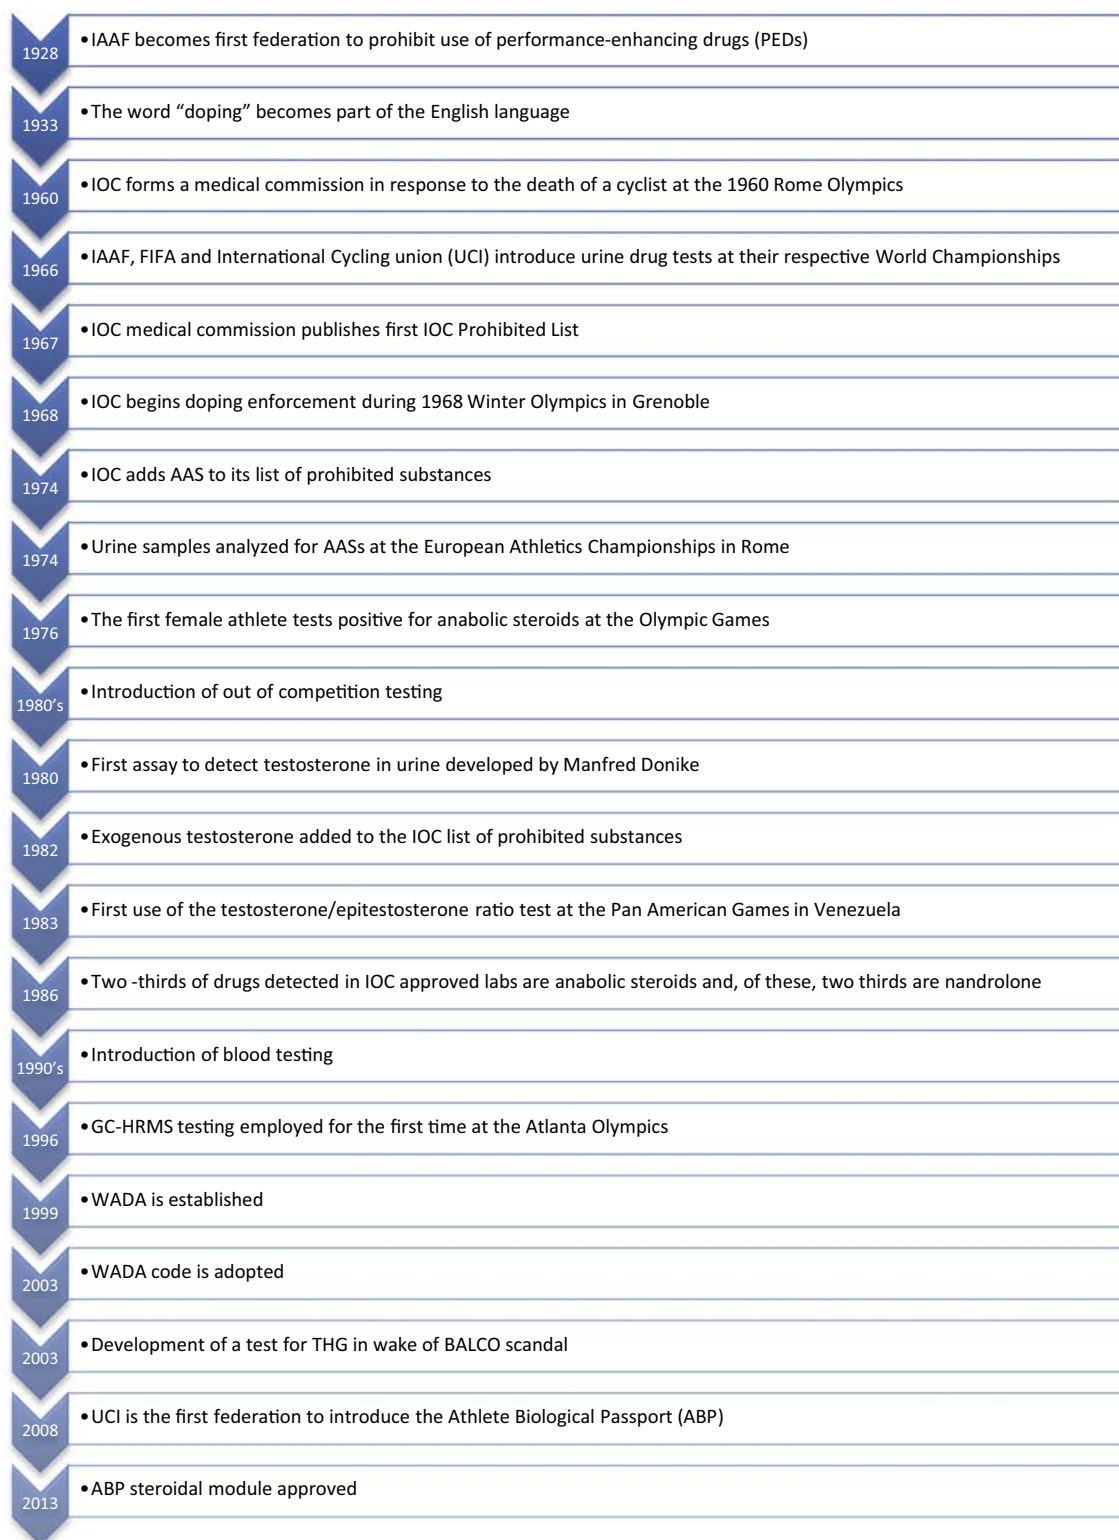 1928
•IAAF becomes first federation to prohibit use of performance-enhancing drugs (PEDs)
1933
•The word “doping” becomes part of the English language
1960
•IOC forms a medical commission in response to the death of a cyclist at the 1960 Rome Olympics
1966
•IAAF, FIFA and International Cycling union (UCI) introduce urine drug tests at their respective World Championships
1967
•IOC medical commission publishes first IOC Prohibited List
1968
•IOC begins doping enforcement during 1968 Winter Olympics in Grenoble
1974
•IOC adds AAS to its list of prohibited substances
1974
•Urine samples analyzed for AASs at the European Athletics Championships in Rome
1976
•The first female athlete tests positive for anabolic steroids at the Olympic Games
1980’s
•Introduction of out of competition testing
1980
•First assay to detect testosterone in urine developed by Manfred Donike
1982
•Exogenous testosterone added to the IOC list of prohibited substances
1983
•First use of the testosterone/epitestosterone ratio test at the Pan American Games in Venezuela
1986
•Two -thirds of drugs detected in IOC approved labs are anabolic steroids and, of these, two thirds are nandrolone
1990’s
•Introduction of blood testing
1996
•GC-HRMS testing employed for the first time at the Atlanta Olympics
1999
•WADA is established
2003
•WADA code is adopted
2003
•Development of a test for THG in wake of BALCO scandal
2008
•UCI is the first federation to introduce the Athlete Biological Passport (ABP)
2013
•ABP steroidal module approved